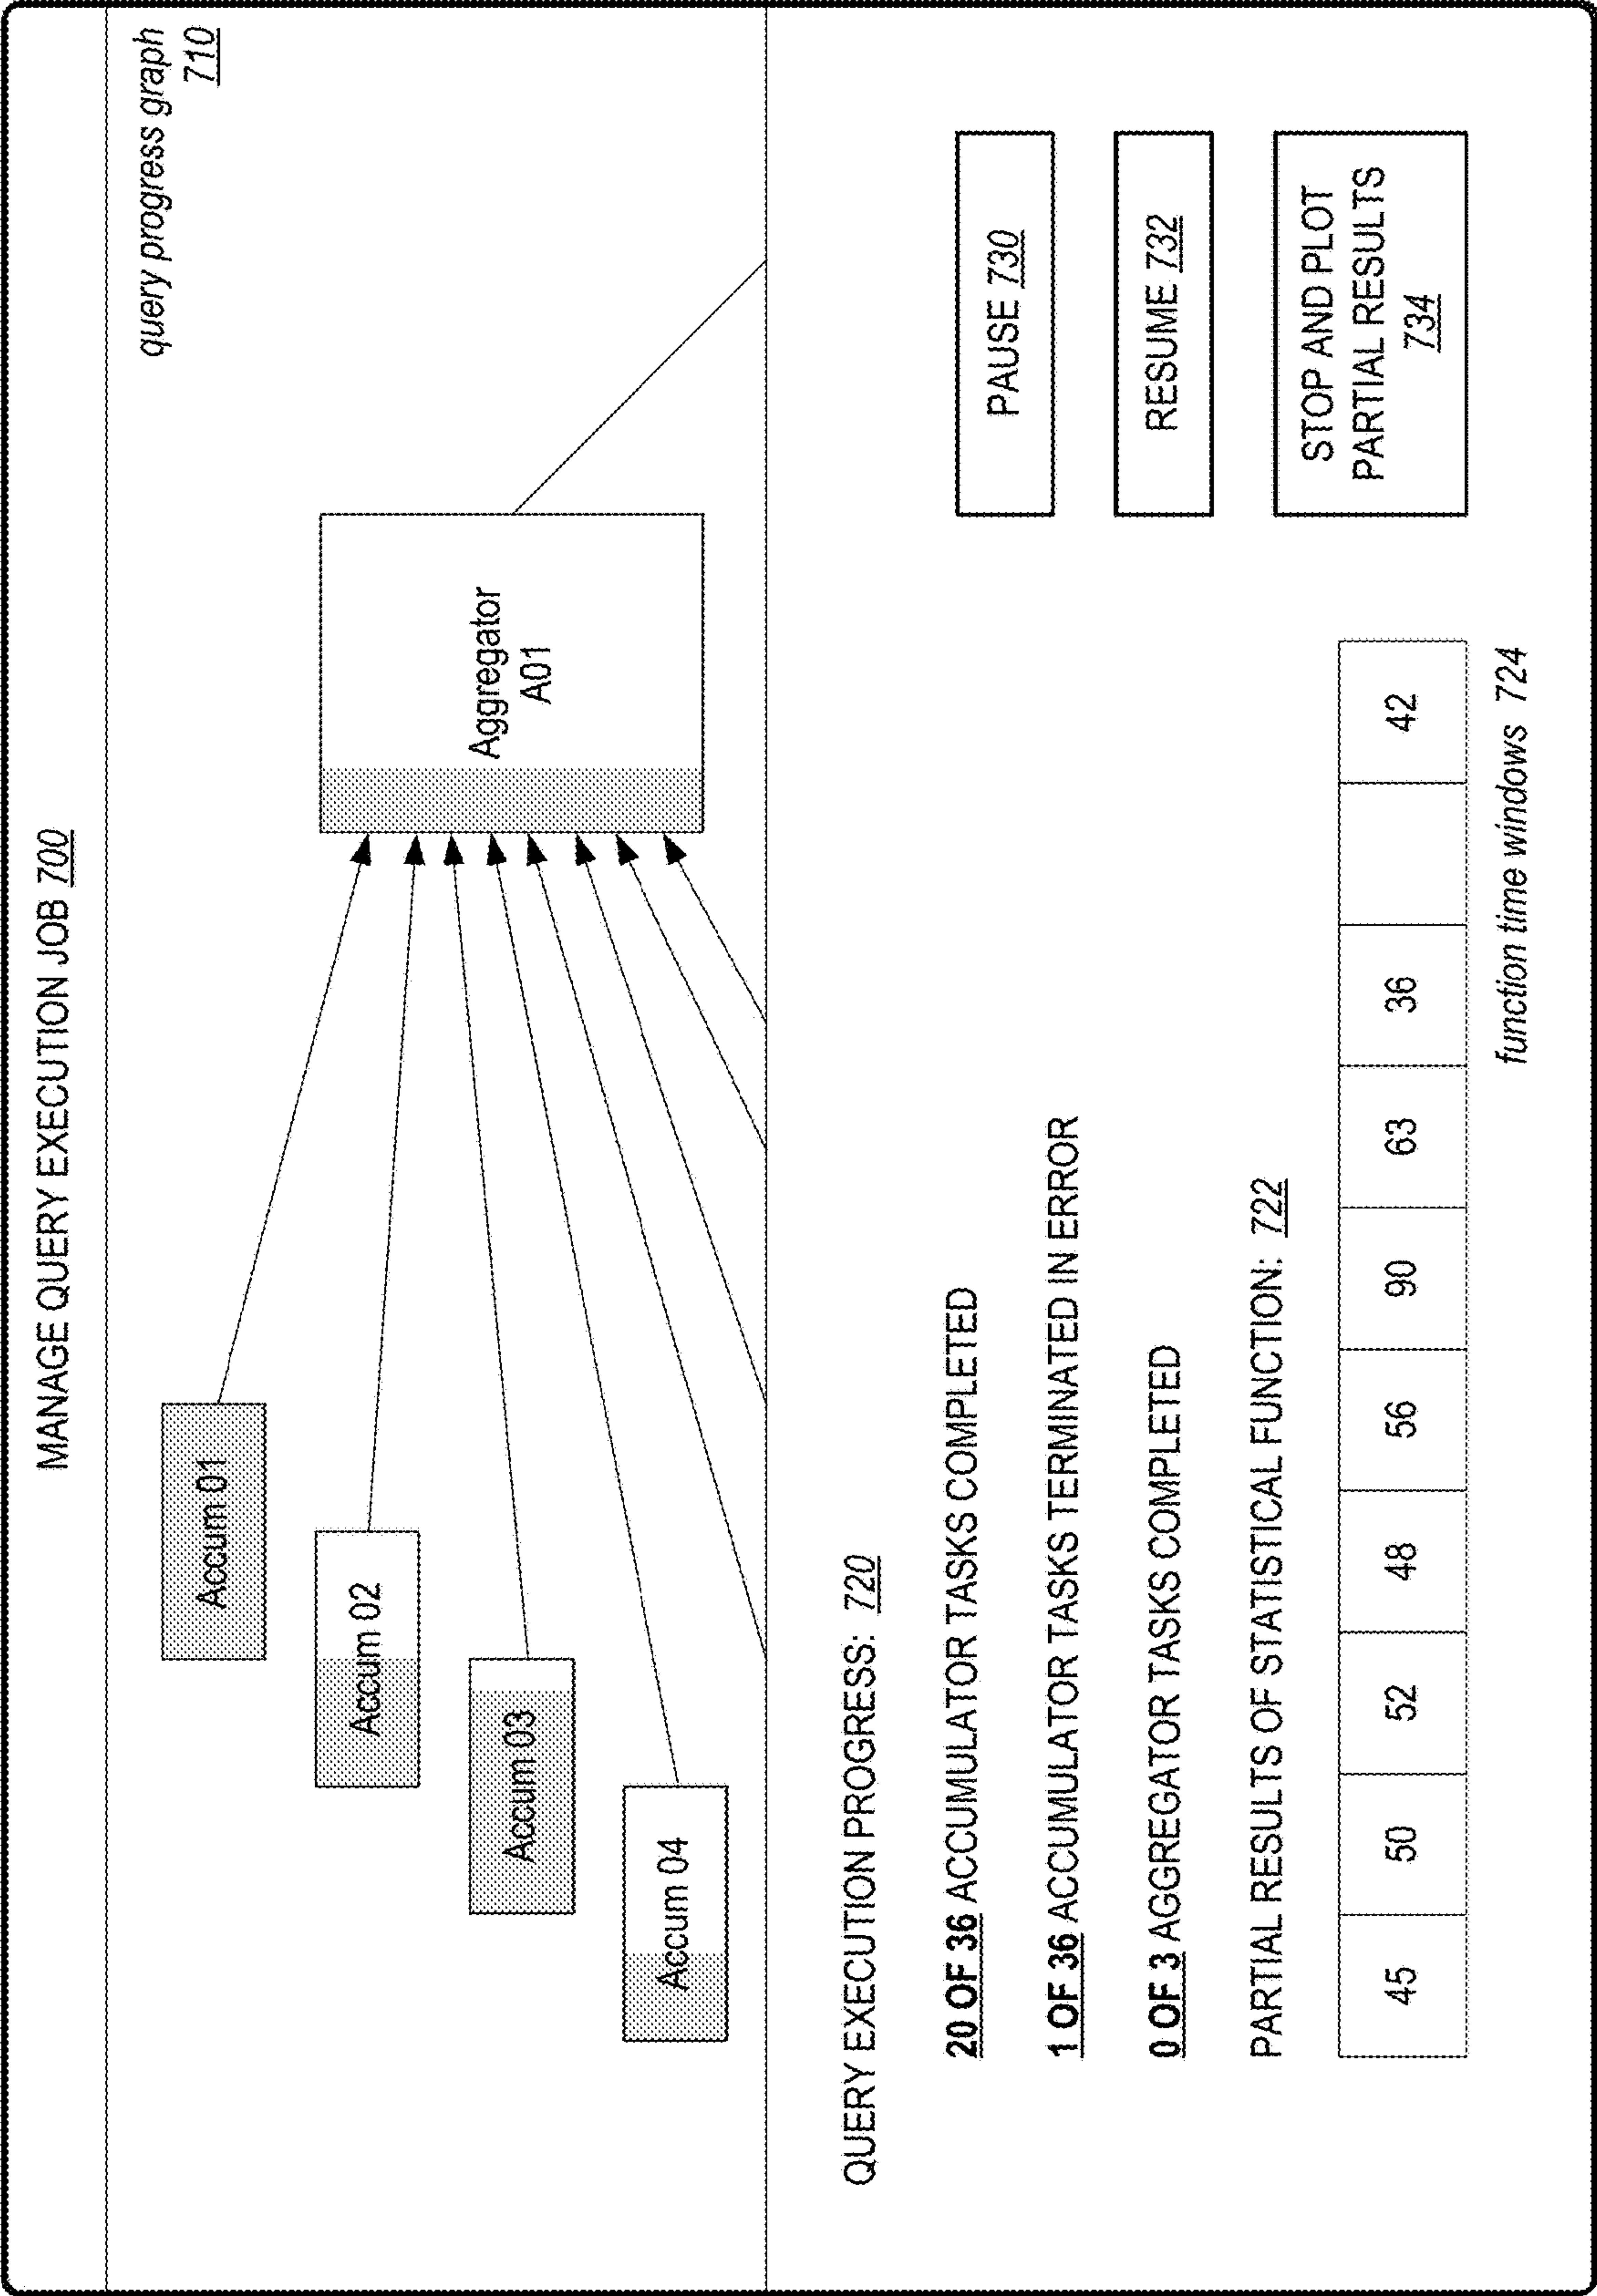 MANAGE QUERY EXECUTION JOB 700
query progress graph
710
Accum 01
Accum 02
Accum 03
Accum 04
Aggregator
A01
QUERY EXECUTION PROGRESS: 720
20 OF 36 ACCUMULATOR TASKS COMPLETED
1 OF 36 ACCUMULATOR TASKS TERMINATED IN ERROR
0 OF 3 AGGREGATOR TASKS COMPLETED
PARTIAL RESULTS OF STATISTICAL FUNCTION: 722
45 50 52 48 56 90 63 36 42
function time windows 724
PAUSE 730
RESUME 732
STOP AND PLOT
PARTIAL RESULTS
734